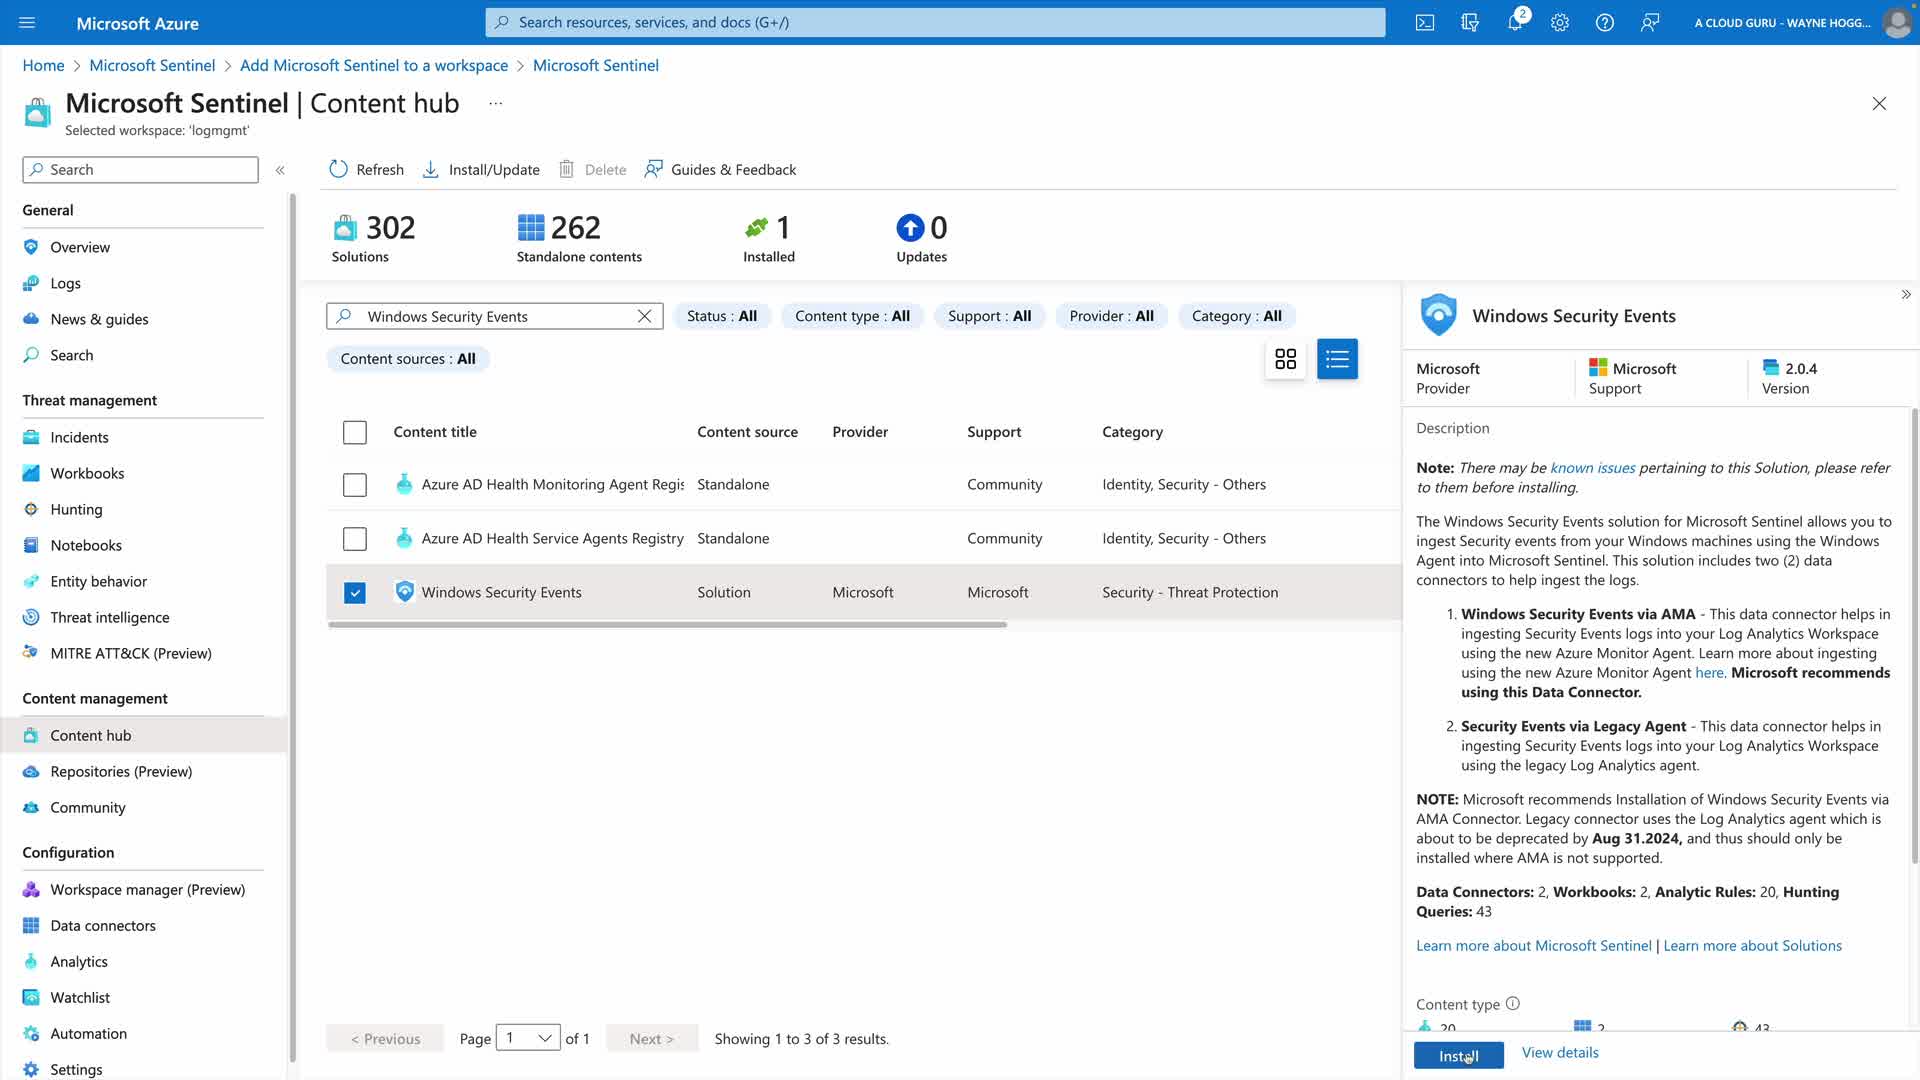 Microsoft Azure
Search resources, services, and docs (G+/)
2
A CLOUD GURU - WAYNE HOGG...
Home > Microsoft Sentinel > Add Microsoft Sentinel to a workspace > Microsoft Sentinel
Microsoft Sentinel | Content hub ...
Selected workspace: 'logmgmt'
Search
«
General
Overview
Logs
News & guides
Search
Threat management
Incidents
Workbooks
Hunting
Notebooks
Entity behavior
Threat intelligence
MITRE ATT&CK (Preview)
Content management
Content hub
Repositories (Preview)
Community
Configuration
Workspace manager (Preview)
Data connectors
Analytics
Watchlist
Automation
Settings
Refresh Install/Update Delete Guides & Feedback
302 262 1 0
Solutions Standalone contents Installed Updates
Windows Security Events Status : All Content type : All Support : All Provider : All Category : All
Content sources : All
Content title Content source Provider Support Category
Azure AD Health Monitoring Agent Regis Standalone Community Identity, Security - Others
Azure AD Health Service Agents Registry Standalone Community Identity, Security - Others
Windows Security Events Solution Microsoft Microsoft Security - Threat Protection
< Previous Page 1 of 1 Next > Showing 1 to 3 of 3 results.
»
Windows Security Events
Microsoft Microsoft 2.0.4
Provider Support Version
Description
Note: There may be known issues pertaining to this Solution, please refer
to them before installing.
The Windows Security Events solution for Microsoft Sentinel allows you to
ingest Security events from your Windows machines using the Windows
Agent into Microsoft Sentinel. This solution includes two (2) data
connectors to help ingest the logs.
1. Windows Security Events via AMA - This data connector helps in
ingesting Security Events logs into your Log Analytics Workspace
using the new Azure Monitor Agent. Learn more about ingesting
using the new Azure Monitor Agent here. Microsoft recommends
using this Data Connector.
2. Security Events via Legacy Agent - This data connector helps in
ingesting Security Events logs into your Log Analytics Workspace
using the legacy Log Analytics agent.
NOTE: Microsoft recommends Installation of Windows Security Events via
AMA Connector. Legacy connector uses the Log Analytics agent which is
about to be deprecated by Aug 31.2024, and thus should only be
installed where AMA is not supported.
Data Connectors: 2, Workbooks: 2, Analytic Rules: 20, Hunting
Queries: 43
Learn more about Microsoft Sentinel | Learn more about Solutions
Content type
20 2 43
Install View details